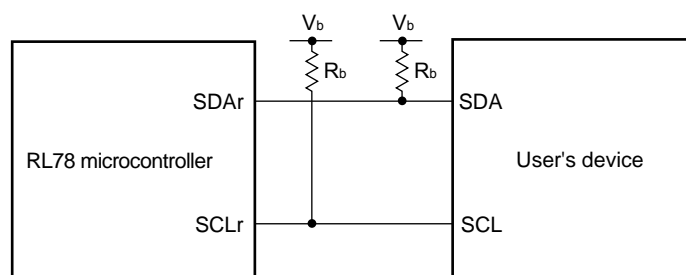 Vb Vb
Rb Rb
SDAr SDA
RL78 microcontroller User's device
SCLr SCL